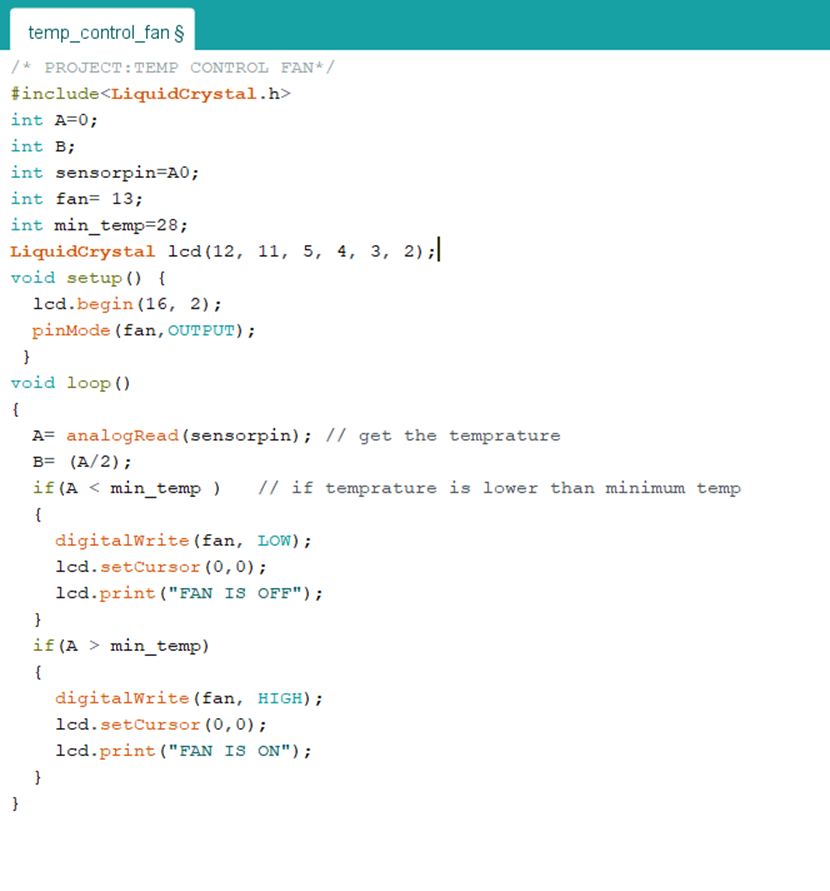 temp_control_fan §
/* PROJECT:TEMP CONTROL FAN*/
#include<LiquidCrystal.h>
int A=0;
int B;
int sensorpin=A0;
int fan= 13;
int min_temp=28;
LiquidCrystal lcd(12, 11, 5, 4, 3, 2);
void setup() {
  lcd.begin(16, 2);
  pinMode(fan,OUTPUT);
 }
void loop()
{
  A= analogRead(sensorpin); // get the temprature
  B= (A/2);
  if(A < min_temp )   // if temprature is lower than minimum temp
  {
    digitalWrite(fan, LOW);
    lcd.setCursor(0,0);
    lcd.print("FAN IS OFF");
  }
  if(A > min_temp)
  {
    digitalWrite(fan, HIGH);
    lcd.setCursor(0,0);
    lcd.print("FAN IS ON");
  }
}